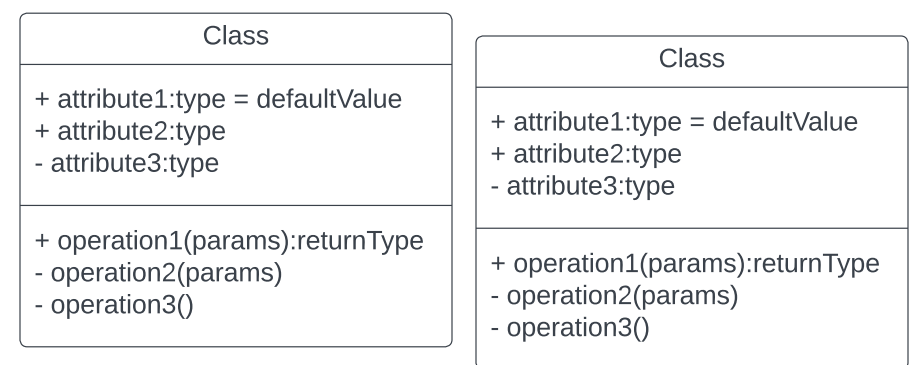 Class
+ attribute1:type = defaultValue
+ attribute2:type
- attribute3:type
+ operation1(params):returnType
- operation2(params)
- operation3()
Class
+ attribute1:type = defaultValue
+ attribute2:type
- attribute3:type
+ operation1(params):returnType
- operation2(params)
- operation3()